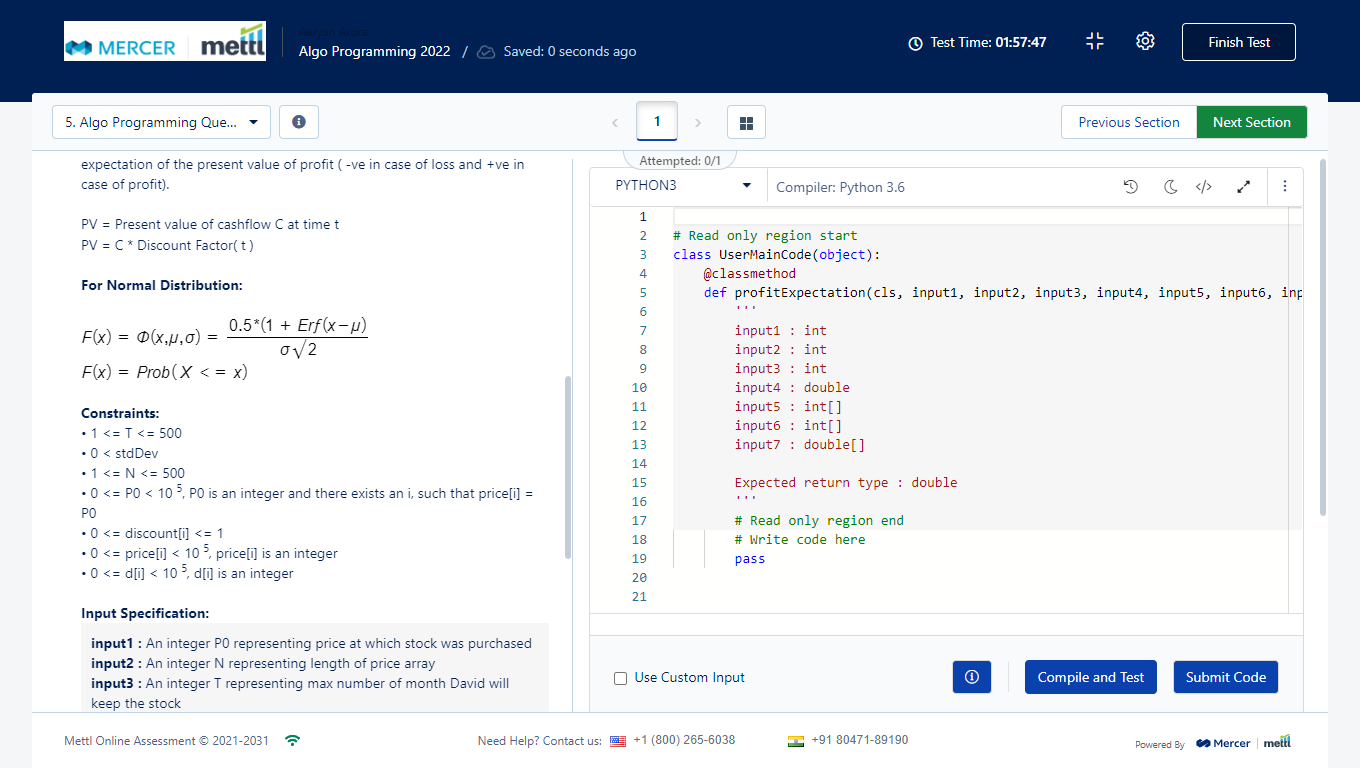 MERCER mettl
Algo Programming 2022 / Saved: 0 seconds ago
Test Time: 01:57:47
Finish Test
5. Algo Programming Que...
1
Previous Section
Next Section
Attempted: 0/1
expectation of the present value of profit ( -ve in case of loss and +ve in
case of profit).
PV = Present value of cashflow C at time t
PV = C * Discount Factor( t )
For Normal Distribution:
F(x) = Φ(x,μ,σ) = 0.5*(1 + Erf(x−μ)
σ√2
F(x) = Prob(X <= x)
Constraints:
• 1 <= T <= 500
• 0 < stdDev
• 1 <= N <= 500
• 0 <= P0 < 10 5, P0 is an integer and there exists an i, such that price[i] =
P0
• 0 <= discount[i] <= 1
• 0 <= price[i] < 10 5, price[i] is an integer
• 0 <= d[i] < 10 5, d[i] is an integer
Input Specification:
input1 : An integer P0 representing price at which stock was purchased
input2 : An integer N representing length of price array
input3 : An integer T representing max number of month David will
keep the stock
PYTHON3
Compiler: Python 3.6
</>
1
2 # Read only region start
3 class UserMainCode(object):
4 @classmethod
5 def profitExpectation(cls, input1, input2, input3, input4, input5, input6, inp
6 '''
7 input1 : int
8 input2 : int
9 input3 : int
10 input4 : double
11 input5 : int[]
12 input6 : int[]
13 input7 : double[]
14
15 Expected return type : double
16 '''
17 # Read only region end
18 # Write code here
19 pass
20
21
Use Custom Input
Compile and Test
Submit Code
Mettl Online Assessment © 2021-2031
Need Help? Contact us: +1 (800) 265-6038
+91 80471-89190
Powered By Mercer mettl